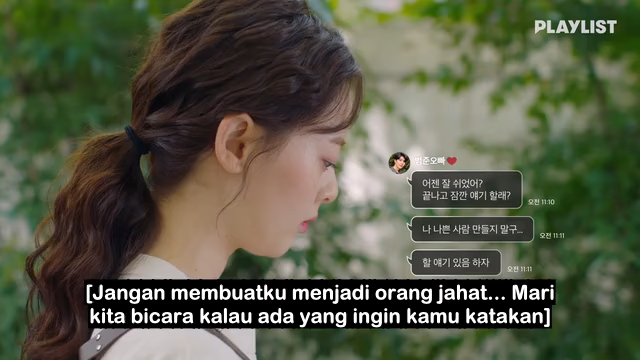 PLAYLIST
준오빠❤
어젠 잘 쉬었어?
끝나고 잠깐 얘기 할래?
오전 11:10
나 나쁜 사람 만들지 말구...
오전 11:11
할 얘기 있음 하자
오전 11:11
[Jangan membuatku menjadi orang jahat... Mari
kita bicara kalau ada yang ingin kamu katakan]